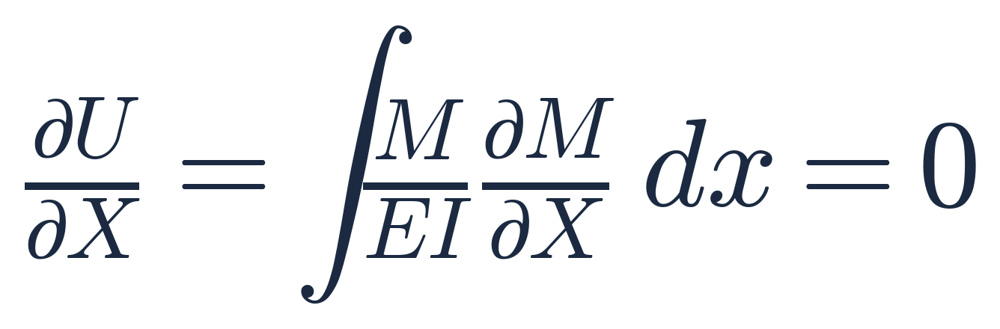 ∂U/∂X = ∫ M/EI ∂M/∂X dx = 0